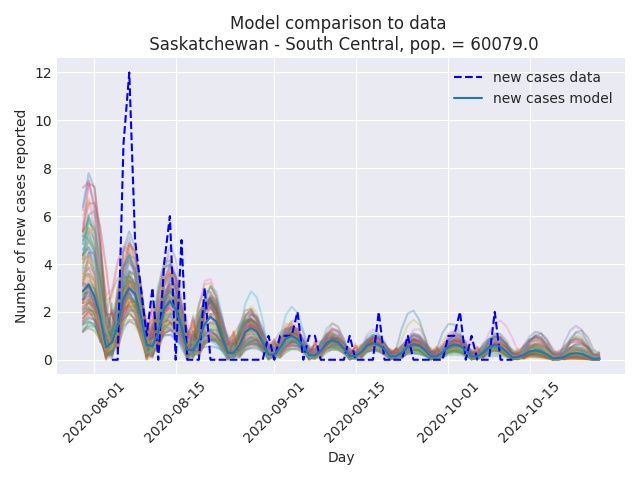 Model comparison to data
Saskatchewan - South Central, pop. = 60079.0
new cases data
new cases model
Number of new cases reported
12
10
8
6
4
2
0
2020-08-01
2020-08-15
2020-09-01
2020-09-15
2020-10-01
2020-10-15
Day